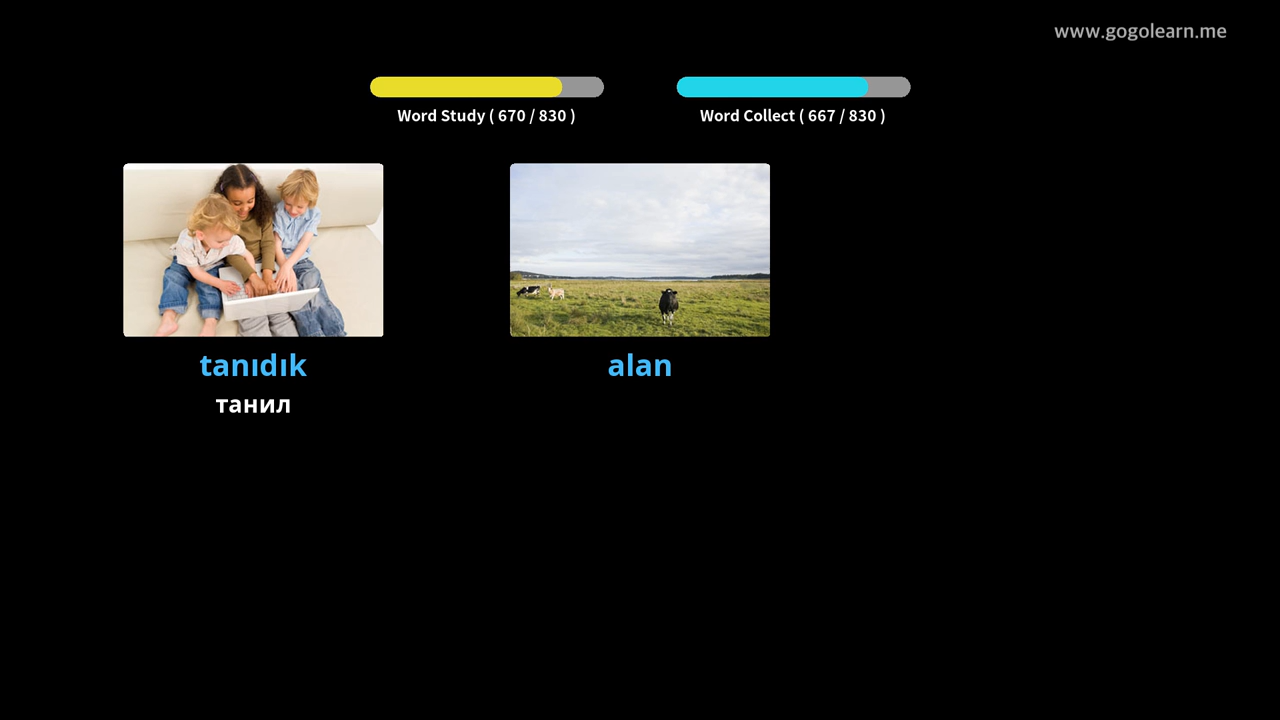 www.gogolearn.me
Word Study ( 670 / 830 )
Word Collect ( 667 / 830 )
tanıdık
танил
alan